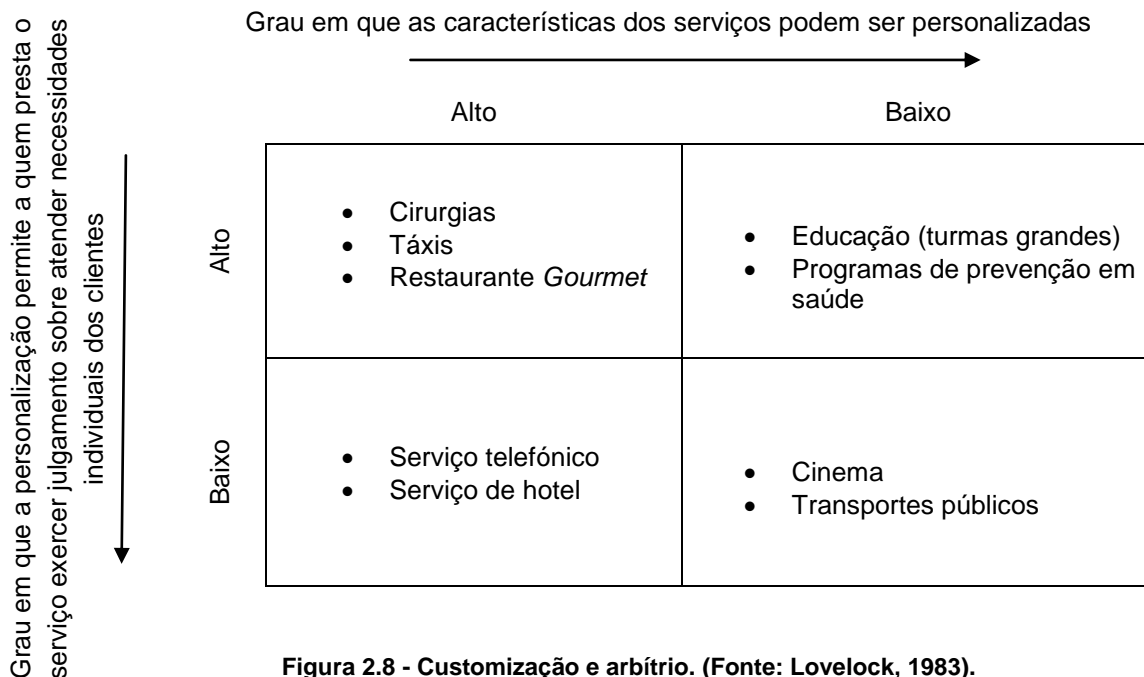 Grau em que as características dos serviços podem ser personalizadas
Alto
Baixo
Grau em que a personalização permite a quem presta o
serviço exercer julgamento sobre atender necessidades
individuais dos clientes
Alto
• Cirurgias
• Táxis
• Restaurante Gourmet
• Educação (turmas grandes)
• Programas de prevenção em
saúde
Baixo
• Serviço telefónico
• Serviço de hotel
• Cinema
• Transportes públicos
Figura 2.8 - Customização e arbítrio. (Fonte: Lovelock, 1983).